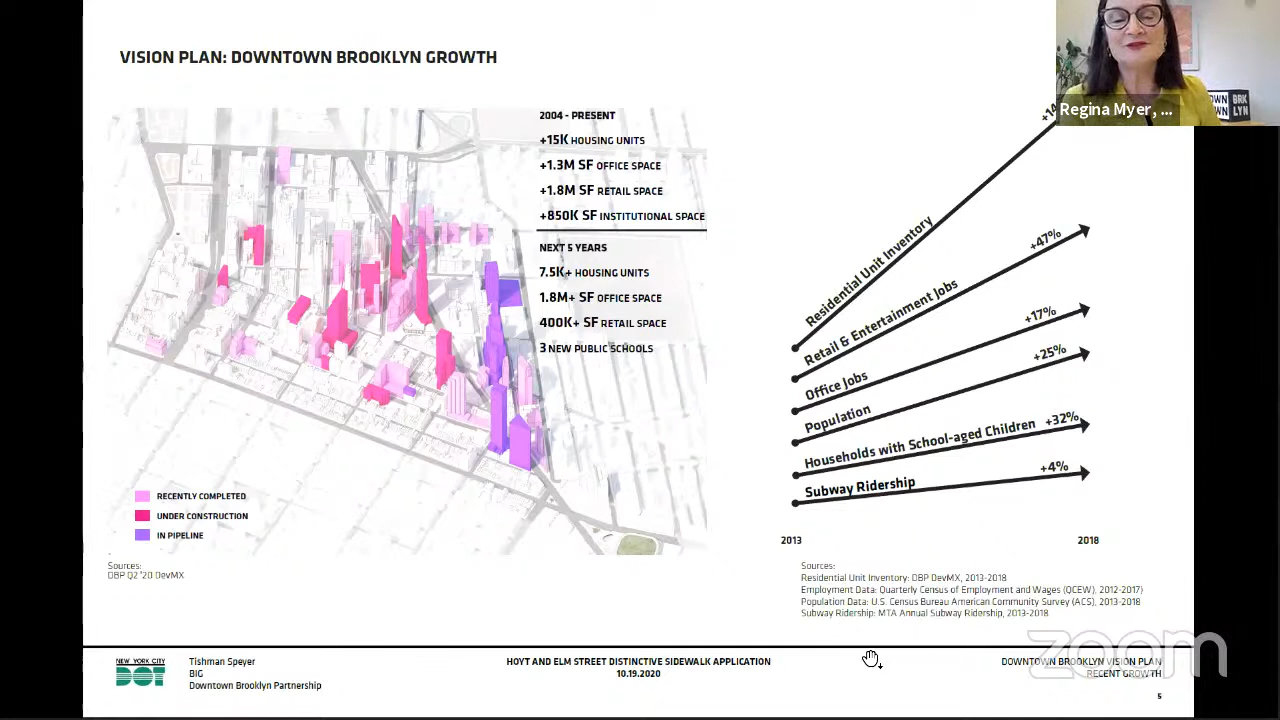 VISION PLAN: DOWNTOWN BROOKLYN GROWTH
Regina Myer, ...
BRK
LYN
2004 - PRESENT
+15K HOUSING UNITS
+1.3M SF OFFICE SPACE
+1.8M SF RETAIL SPACE
+850K SF INSTITUTIONAL SPACE
NEXT 5 YEARS
7.5K+ HOUSING UNITS
1.8M+ SF OFFICE SPACE
400K+ SF RETAIL SPACE
3 NEW PUBLIC SCHOOLS
RECENTLY COMPLETED
UNDER CONSTRUCTION
IN PIPELINE
Sources:
DBP Q2 '20 DevMX
Residential Unit Inventory
Retail & Entertainment Jobs +47%
Office Jobs +17%
Population +25%
Households with School-aged Children +32%
Subway Ridership +4%
2013 2018
Sources:
Residential Unit Inventory: DBP DevMX, 2013-2018
Employment Data: Quarterly Census of Employment and Wages (QCEW), 2012-2017)
Population Data: U.S. Census Bureau American Community Survey (ACS), 2013-2018
Subway Ridership: MTA Annual Subway Ridership, 2013-2018
NEW YORK CITY
DOT
Tishman Speyer
BIG
Downtown Brooklyn Partnership
HOYT AND ELM STREET DISTINCTIVE SIDEWALK APPLICATION
10.19.2020
DOWNTOWN BROOKLYN VISION PLAN
RECENT GROWTH
5
zoom